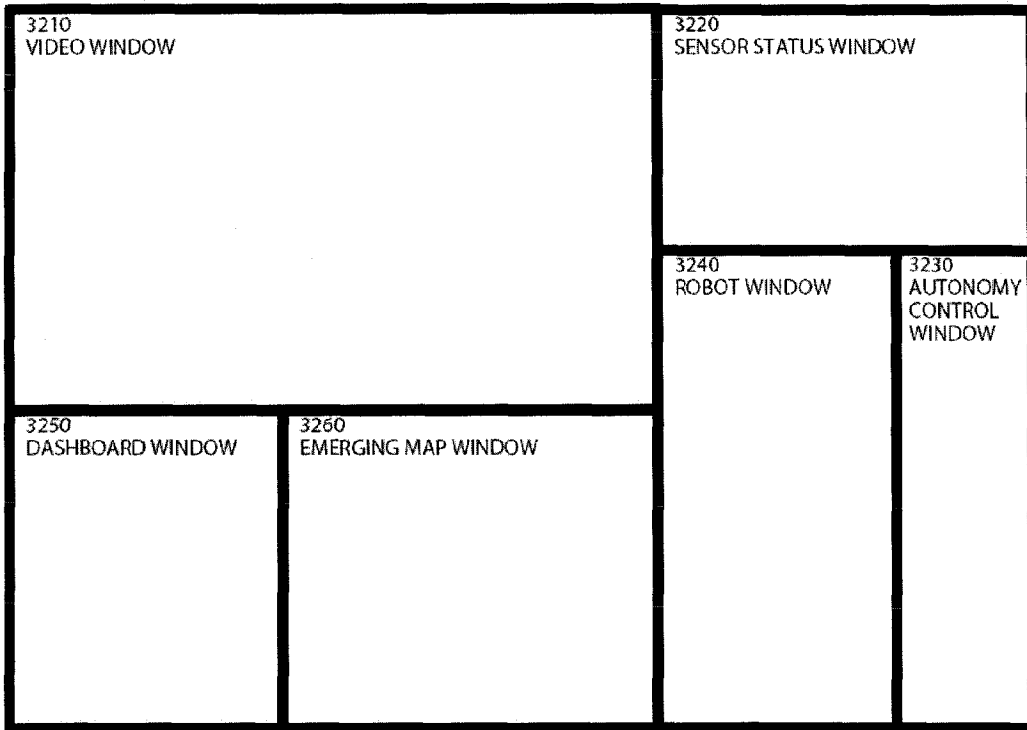 3210
VIDEO WINDOW
3220
SENSOR STATUS WINDOW
3240
ROBOT WINDOW
3230
AUTONOMY
CONTROL
WINDOW
3250
DASHBOARD WINDOW
3260
EMERGING MAP WINDOW